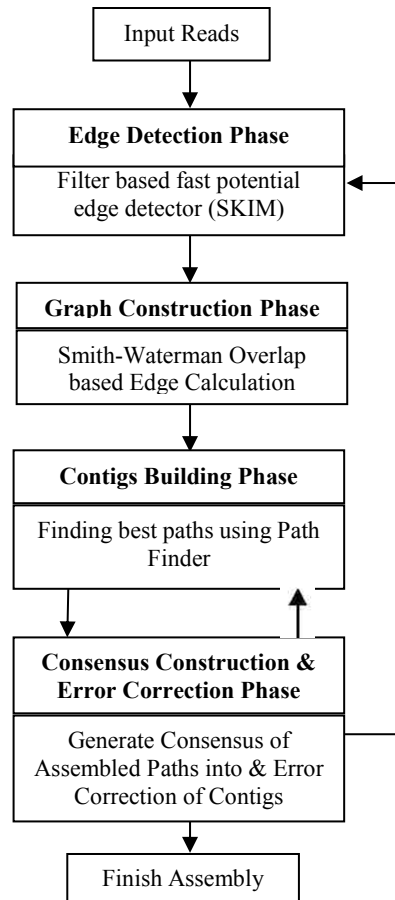 Input Reads
Edge Detection Phase
Filter based fast potential
edge detector (SKIM)
Graph Construction Phase
Smith-Waterman Overlap
based Edge Calculation
Contigs Building Phase
Finding best paths using Path
Finder
Consensus Construction &
Error Correction Phase
Generate Consensus of
Assembled Paths into & Error
Correction of Contigs
Finish Assembly